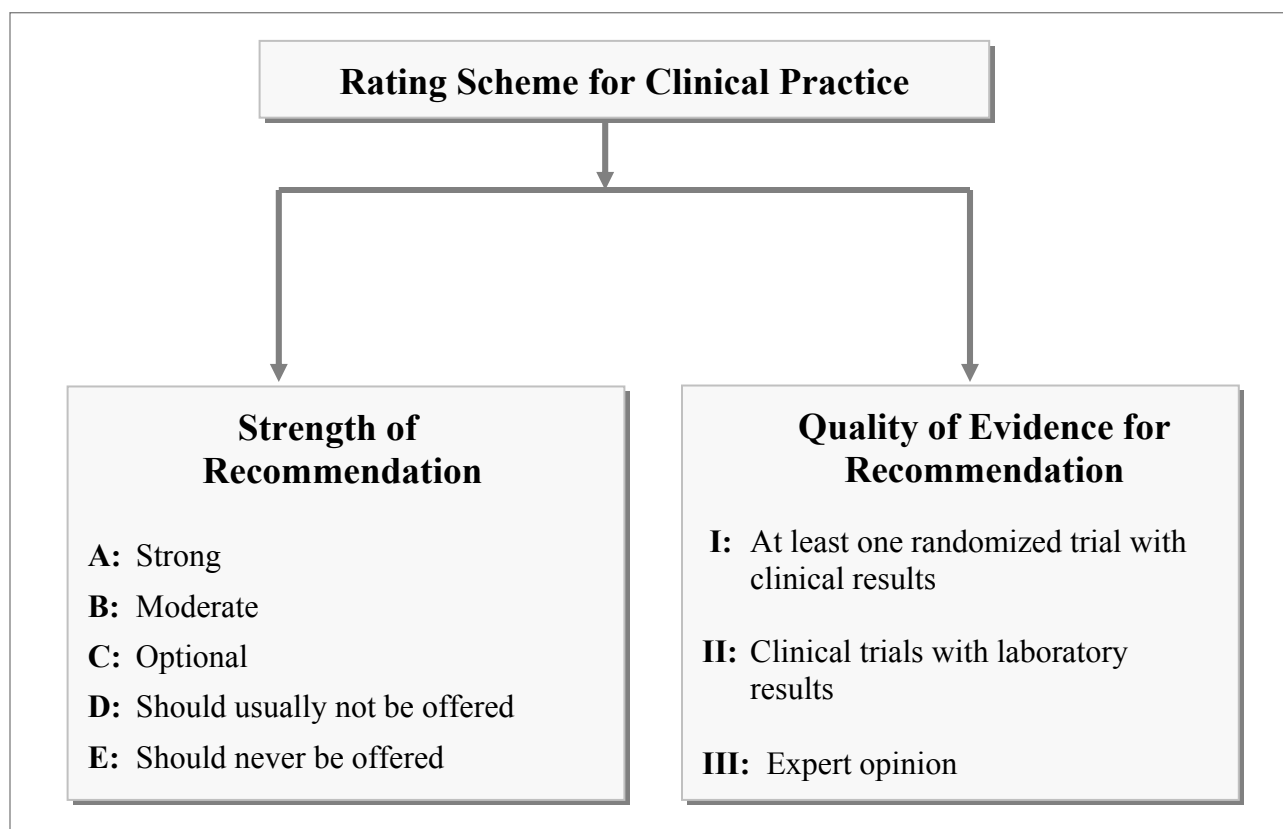 Rating Scheme for Clinical Practice
Strength of
Recommendation
A: Strong
B: Moderate
C: Optional
D: Should usually not be offered
E: Should never be offered
Quality of Evidence for
Recommendation
I: At least one randomized trial with
clinical results
II: Clinical trials with laboratory
results
III: Expert opinion